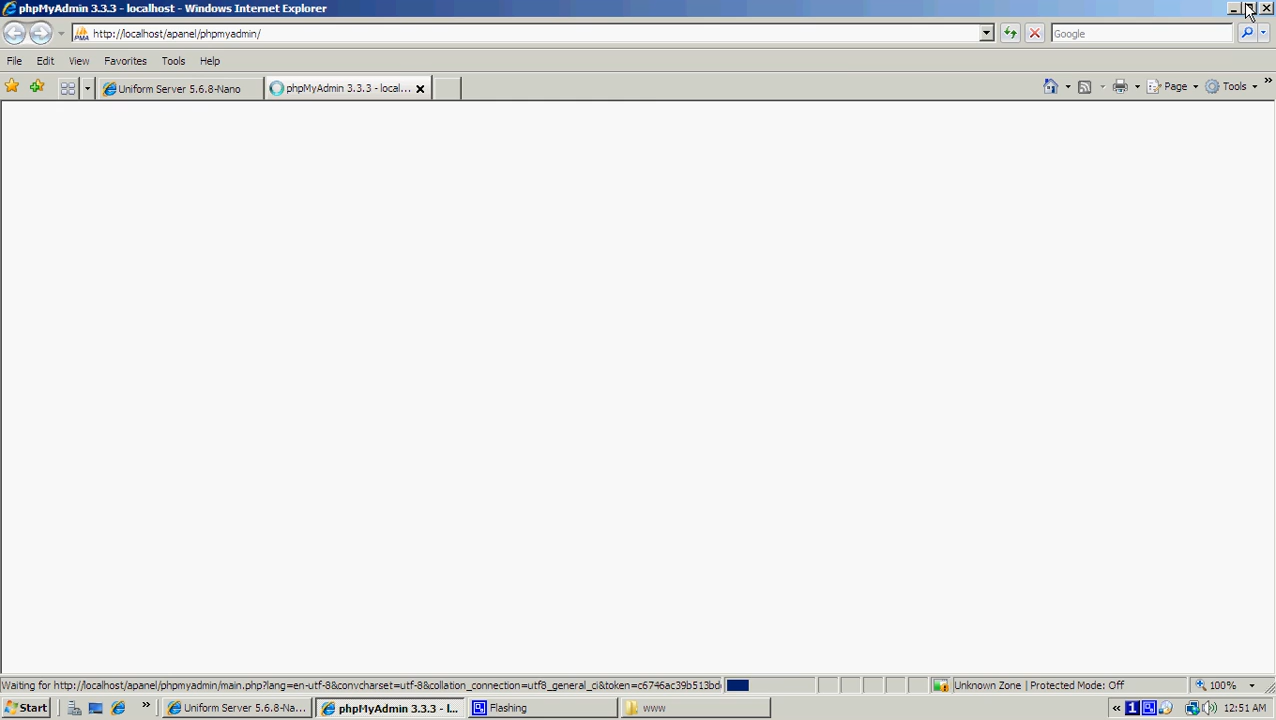 phpMyAdmin 3.3.3 - localhost - Windows Internet Explorer
http://localhost/apanel/phpmyadmin/
Google
File Edit View Favorites Tools Help
Uniform Server 5.6.8-Nano
phpMyAdmin 3.3.3 - local...
Page
Tools
Waiting for http://localhost/apanel/phpmyadmin/main.php?lang=en-utf-8&convcharset=utf-8&collation_connection=utf8_general_ci&token=c6746ac39b513bd
Unknown Zone | Protected Mode: Off
100%
Start
Uniform Server 5.6.8-Na...
phpMyAdmin 3.3.3 - l...
Flashing
www
1
12:51 AM